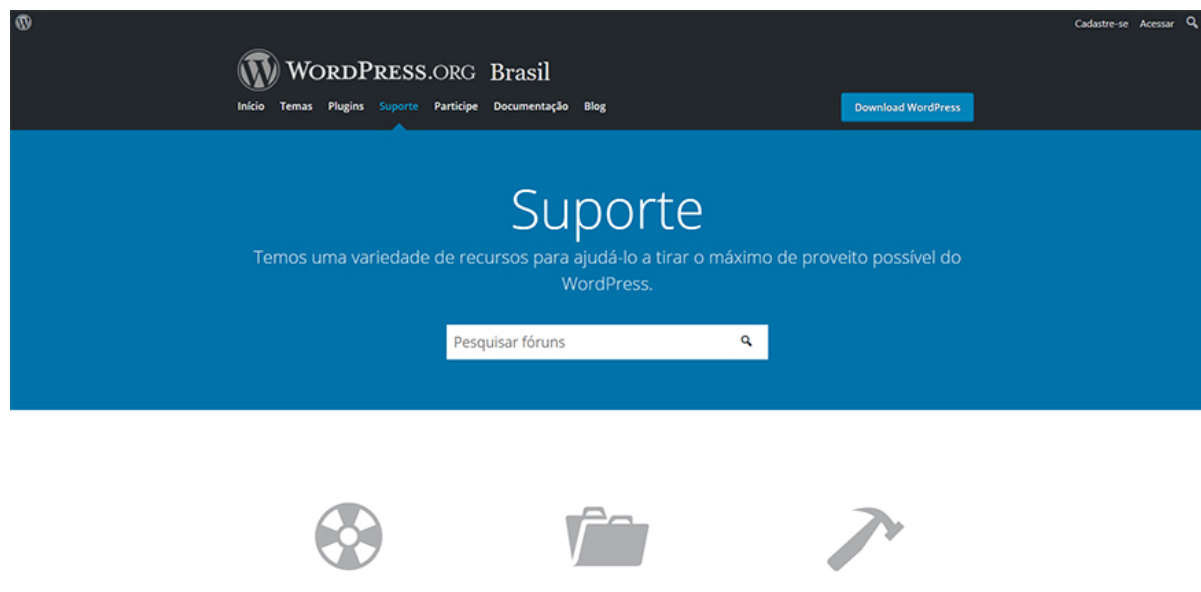 Cadastre-se Acessar
WORDPRESS.ORG Brasil
Início Temas Plugins Suporte Participe Documentação Blog
Download WordPress
Suporte
Temos uma variedade de recursos para ajudá-lo a tirar o máximo de proveito possível do
WordPress.
Pesquisar fóruns